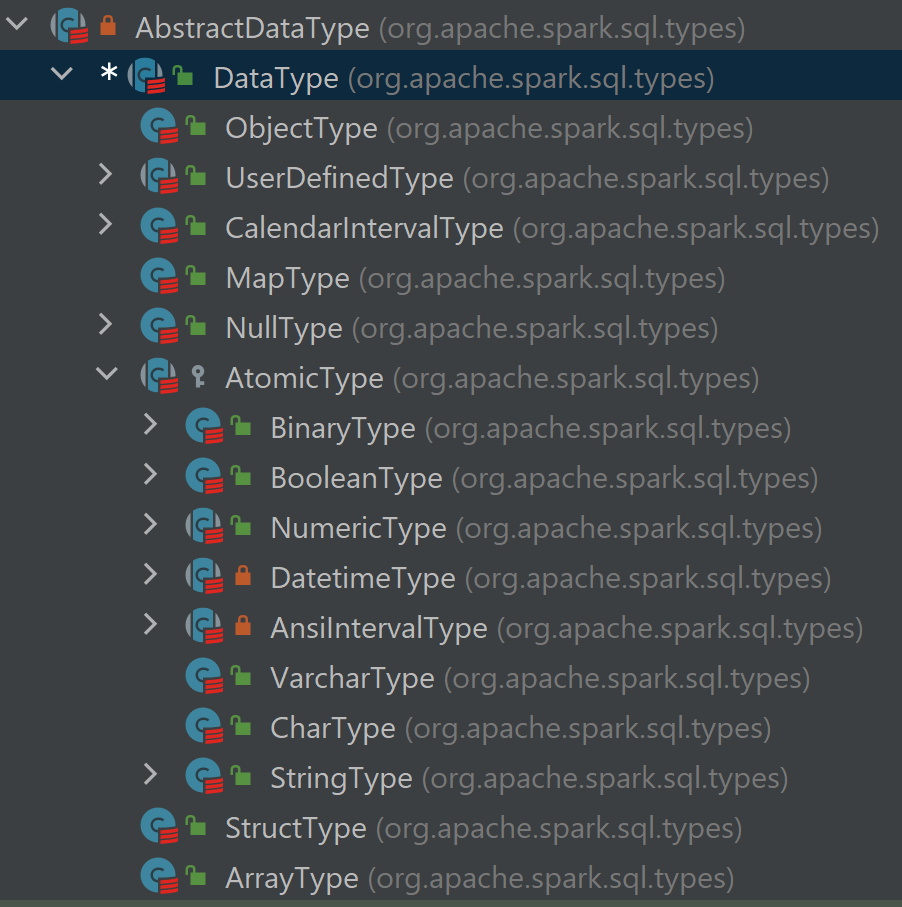 AbstractDataType (org.apache.spark.sql.types)
* DataType (org.apache.spark.sql.types)
ObjectType (org.apache.spark.sql.types)
UserDefinedType (org.apache.spark.sql.types)
CalendarIntervalType (org.apache.spark.sql.types)
MapType (org.apache.spark.sql.types)
NullType (org.apache.spark.sql.types)
AtomicType (org.apache.spark.sql.types)
BinaryType (org.apache.spark.sql.types)
BooleanType (org.apache.spark.sql.types)
NumericType (org.apache.spark.sql.types)
DatetimeType (org.apache.spark.sql.types)
AnsiIntervalType (org.apache.spark.sql.types)
VarcharType (org.apache.spark.sql.types)
CharType (org.apache.spark.sql.types)
StringType (org.apache.spark.sql.types)
StructType (org.apache.spark.sql.types)
ArrayType (org.apache.spark.sql.types)